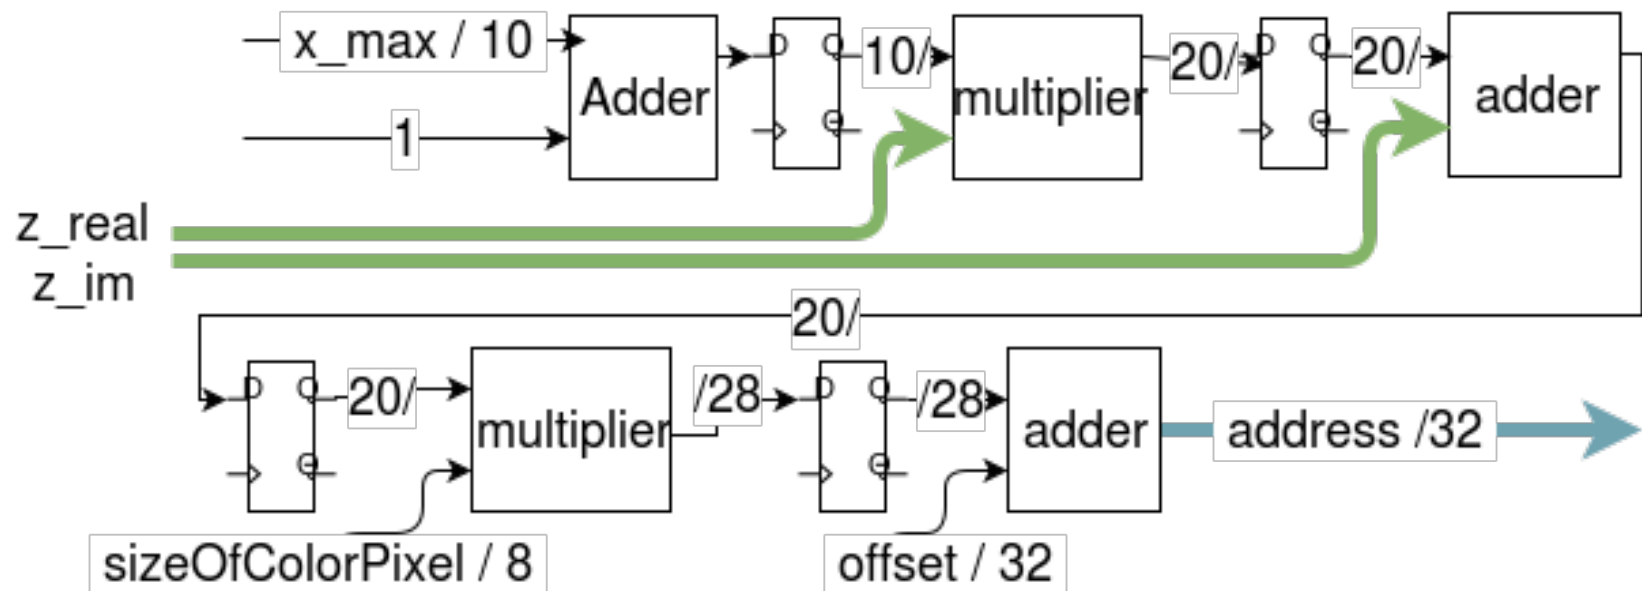 x_max / 10
1
Adder
D Q
Q
10/
multiplier
20/
D Q
Q
20/
adder
z_real
z_im
20/
D Q
Q
20/
multiplier
sizeOfColorPixel / 8
/28
D Q
Q
/28
adder
offset / 32
address /32